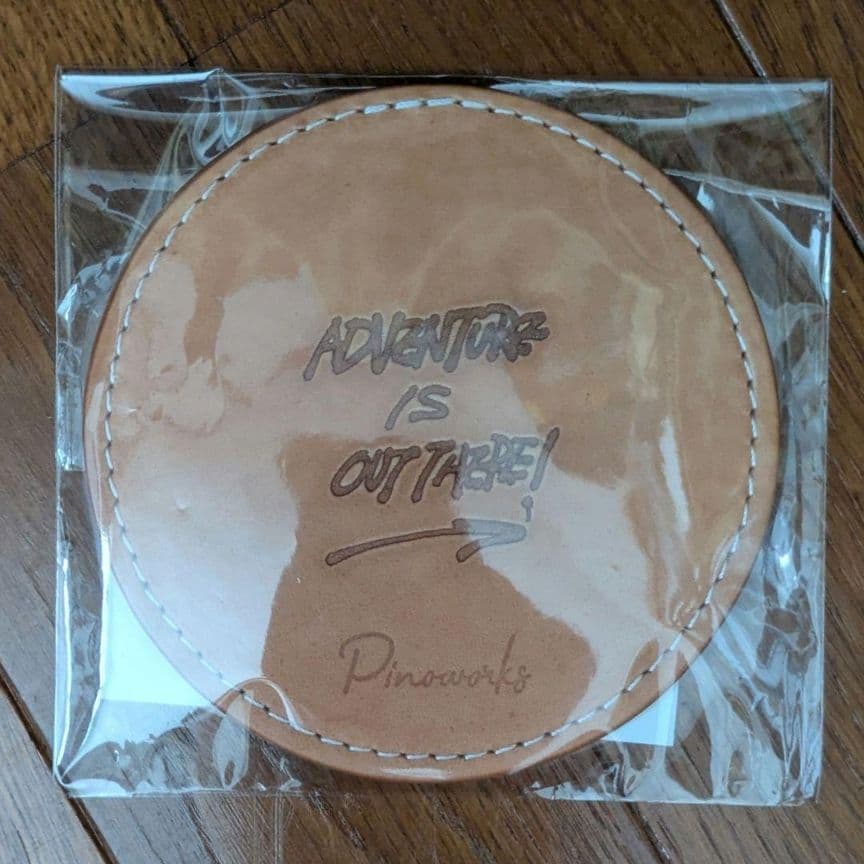 ADVENTURE
IS
OUT THERE!
Pinoworks